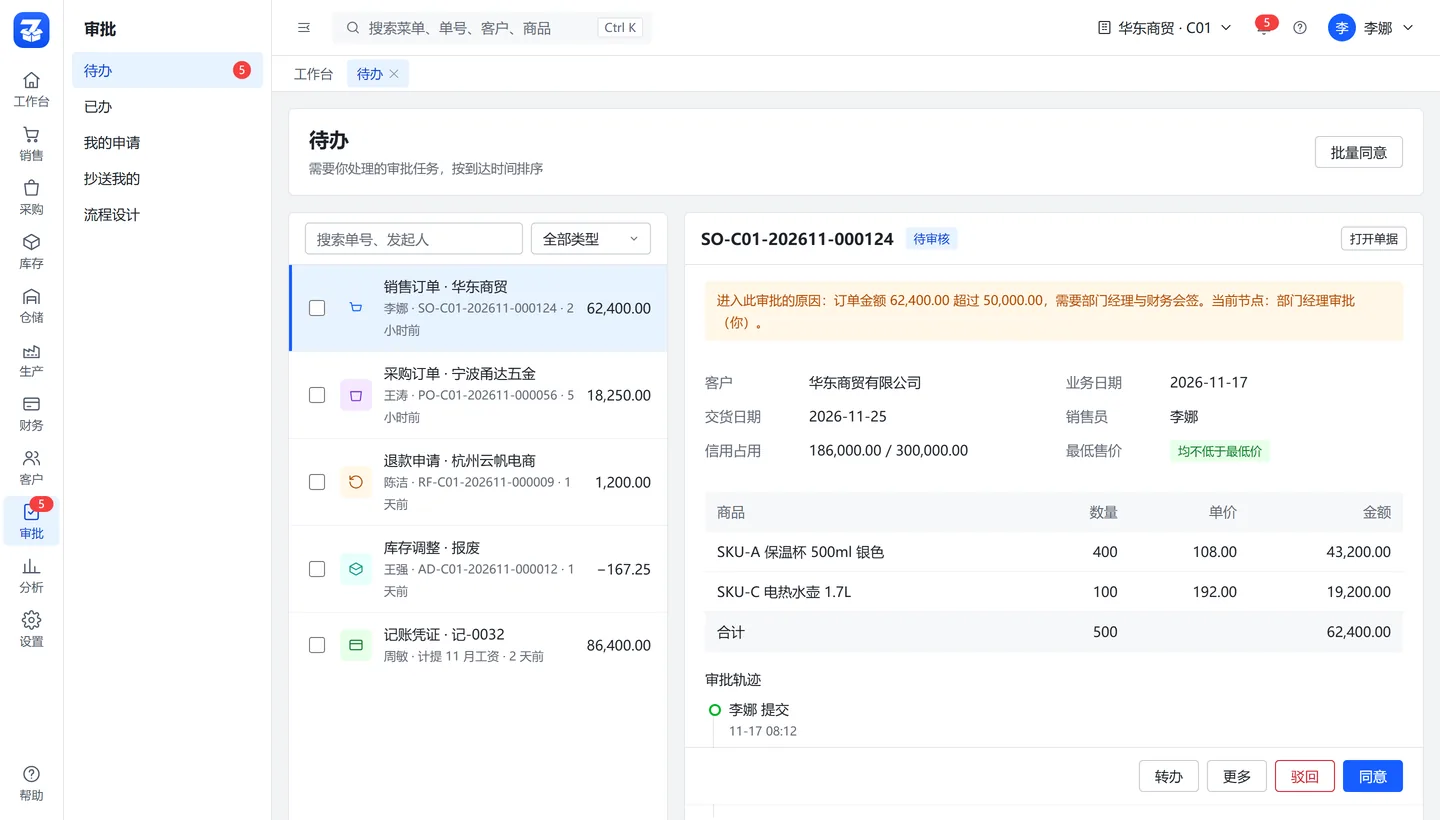 审批
搜索菜单、单号、客户、商品
Ctrl K
华东商贸 · C01
5
李
李娜
工作台
销售
采购
库存
仓储
生产
财务
客户
5
审批
分析
设置
帮助
待办
5
已办
我的申请
抄送我的
流程设计
工作台
待办
待办
需要你处理的审批任务，按到达时间排序
批量同意
搜索单号、发起人
全部类型
销售订单 · 华东商贸
李娜 · SO-C01-202611-000124 · 2
小时前
62,400.00
采购订单 · 宁波甬达五金
王涛 · PO-C01-202611-000056 · 5
小时前
18,250.00
退款申请 · 杭州云帆电商
陈洁 · RF-C01-202611-000009 · 1
天前
1,200.00
库存调整 · 报废
王强 · AD-C01-202611-000012 · 1
天前
−167.25
记账凭证 · 记-0032
周敏 · 计提 11 月工资 · 2 天前
86,400.00
SO-C01-202611-000124
待审核
打开单据
进入此审批的原因：订单金额 62,400.00 超过 50,000.00，需要部门经理与财务会签。当前节点：部门经理审批
（你）。
客户 华东商贸有限公司 业务日期 2026-11-17
交货日期 2026-11-25 销售员 李娜
信用占用 186,000.00 / 300,000.00 最低售价 均不低于最低价
商品 数量 单价 金额
SKU-A 保温杯 500ml 银色 400 108.00 43,200.00
SKU-C 电热水壶 1.7L 100 192.00 19,200.00
合计 500 62,400.00
审批轨迹
李娜 提交
11-17 08:12
转办
更多
驳回
同意